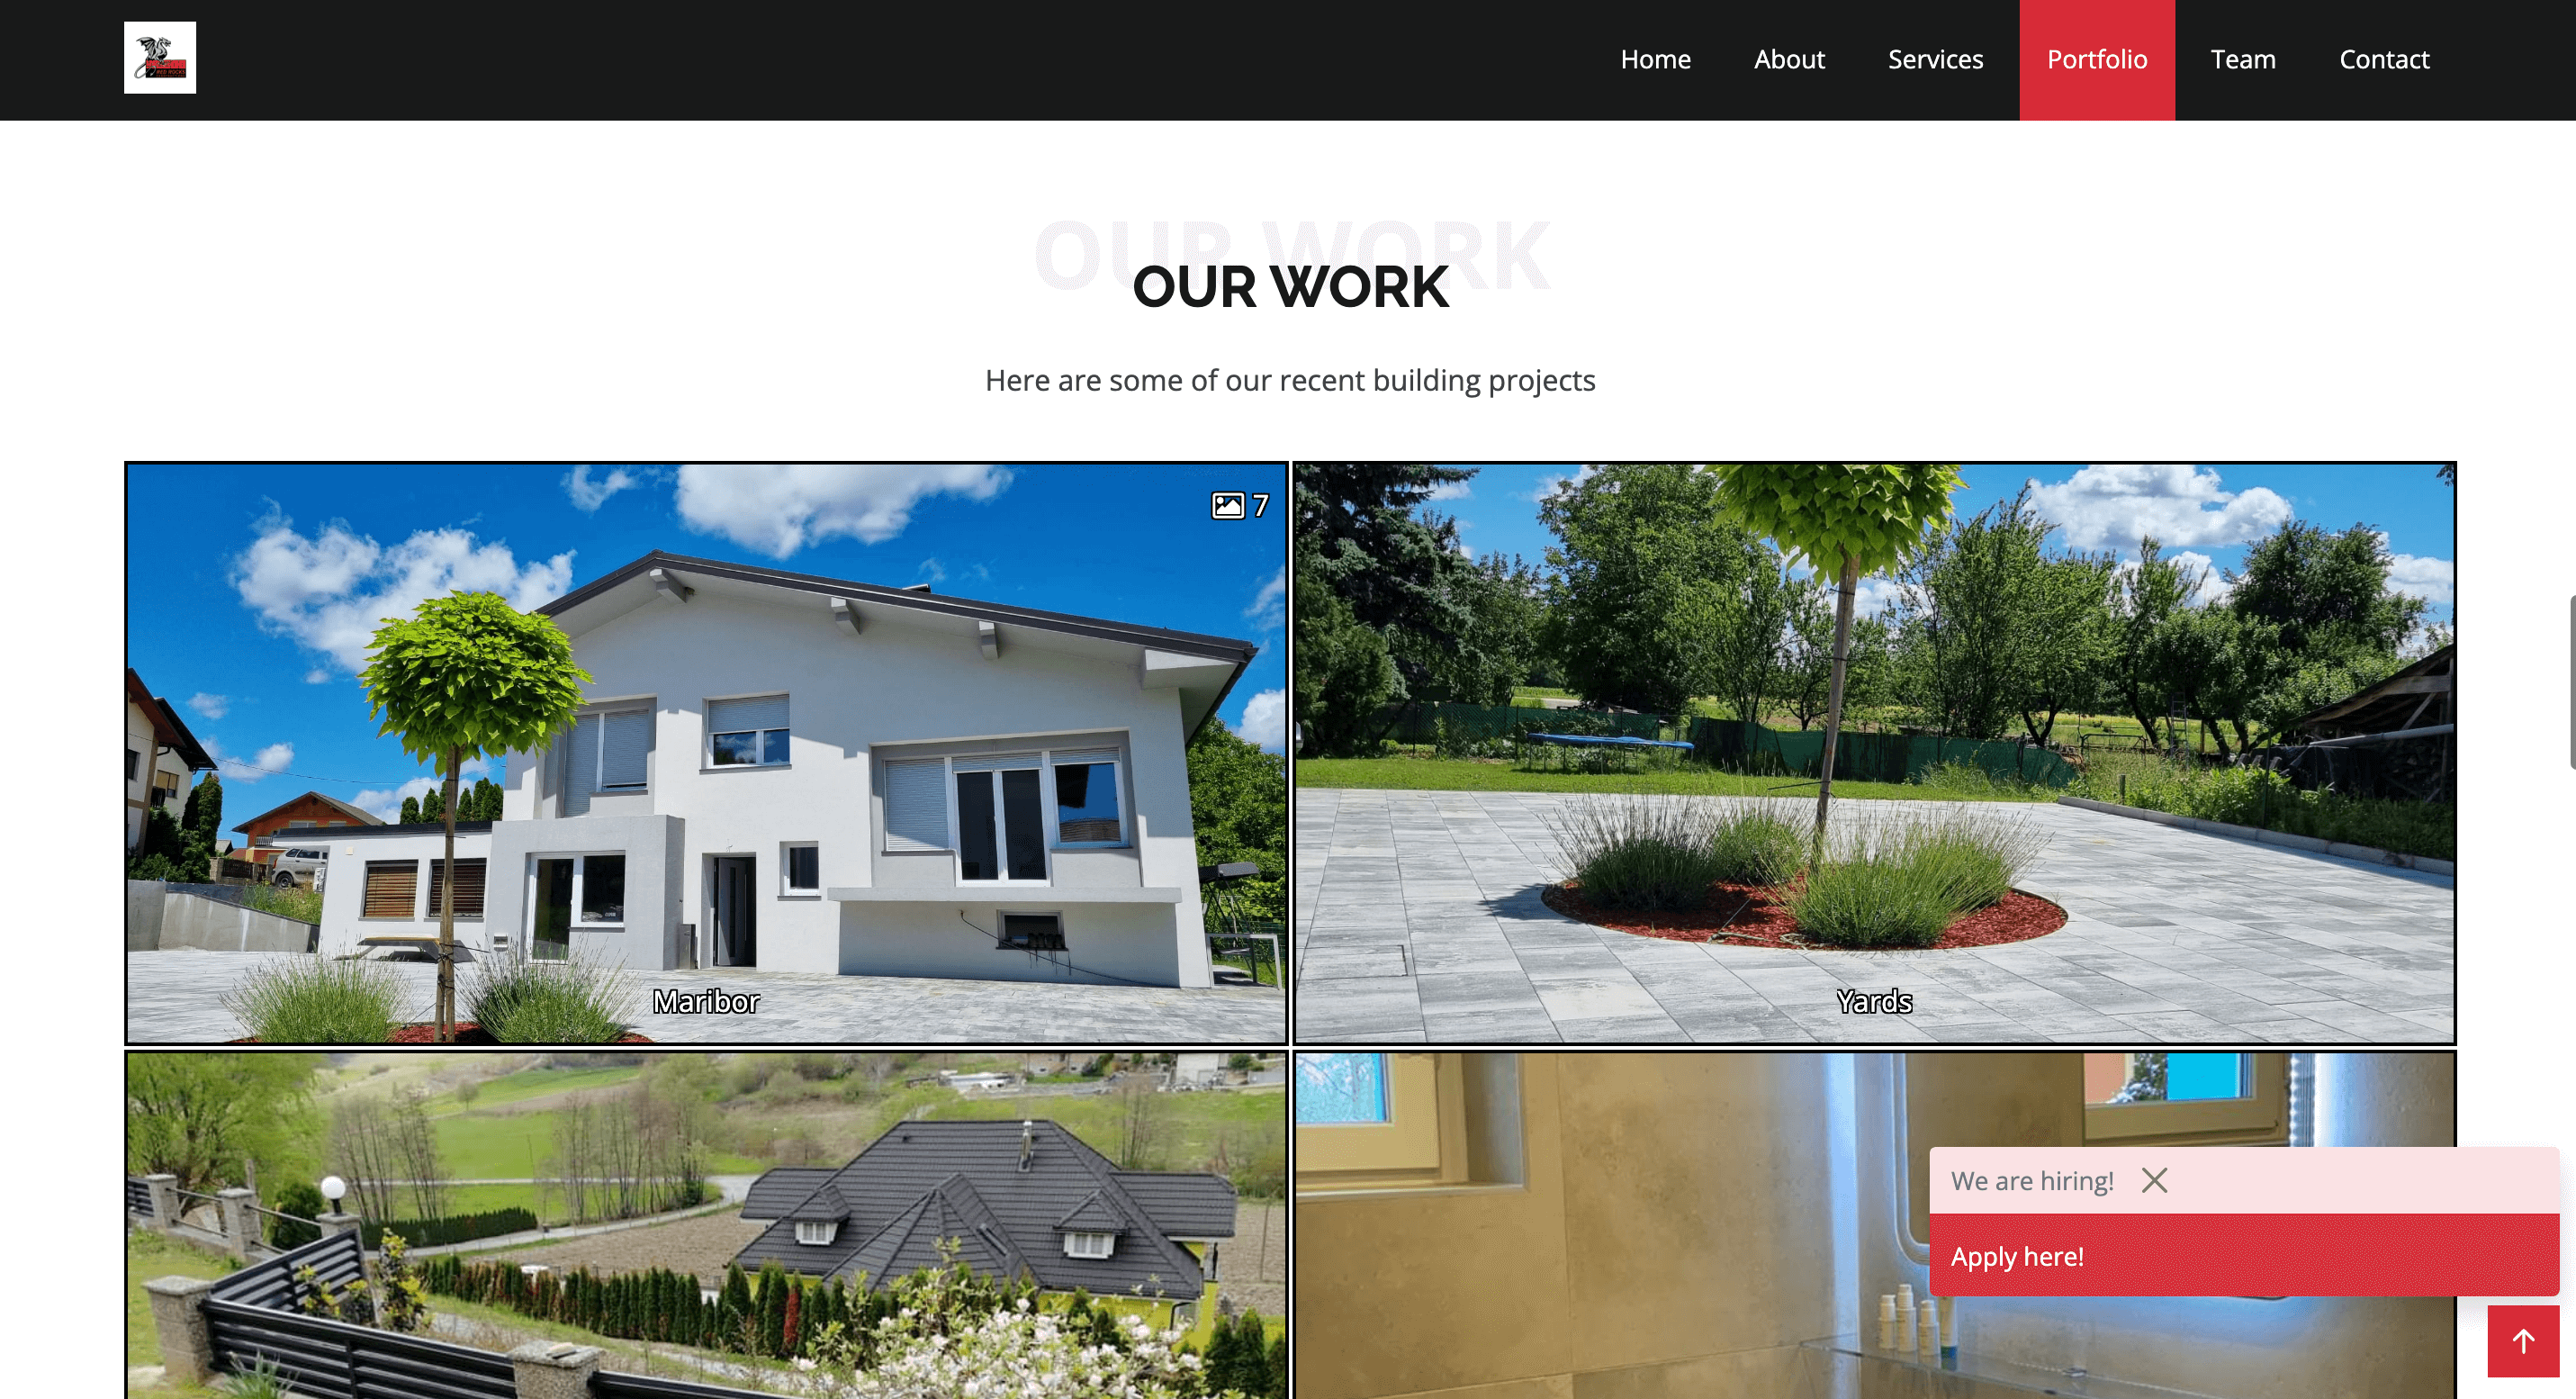 Home About Services Portfolio Team Contact
OUR WORK
OUR WORK
Here are some of our recent building projects
7
Maribor
Yards
We are hiring!
Apply here!